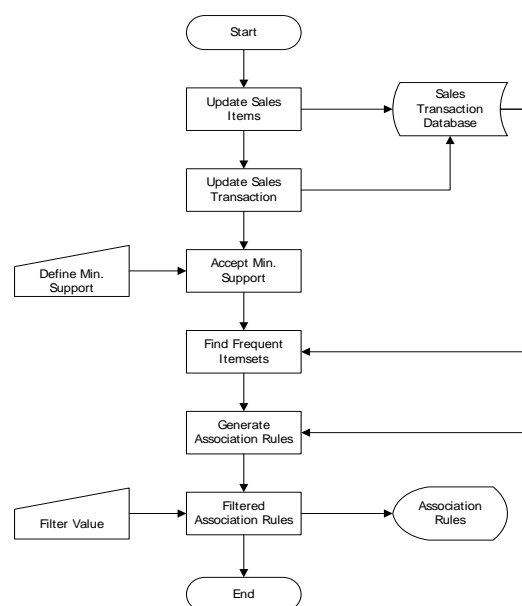 Start
Update Sales
Items
Sales
Transaction
Database
Update Sales
Transaction
Define Min.
Support
Accept Min.
Support
Find Frequent
Itemsets
Generate
Association Rules
Filter Value
Filtered
Association Rules
Association
Rules
End